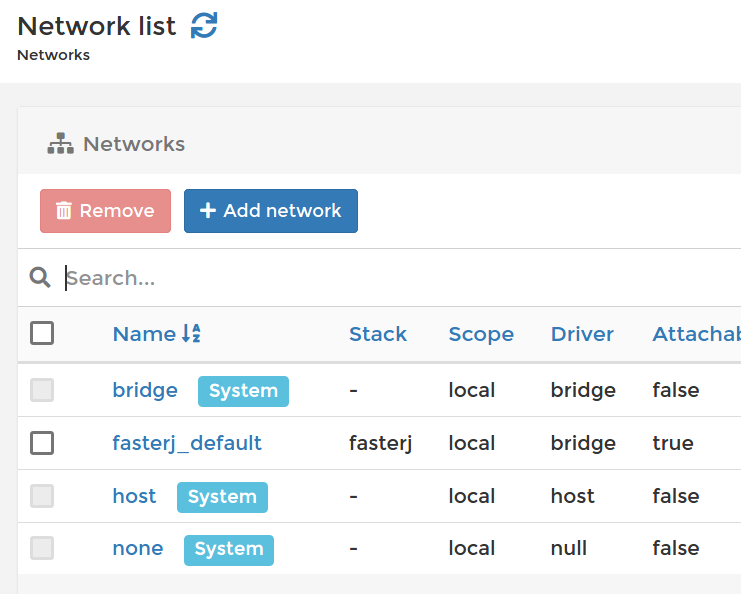 Network list
Networks
Networks
Remove
Add network
Search...
Name Stack Scope Driver Attachab
bridge System - local bridge false
fasterj_default fasterj local bridge true
host System - local host false
none System - local null false